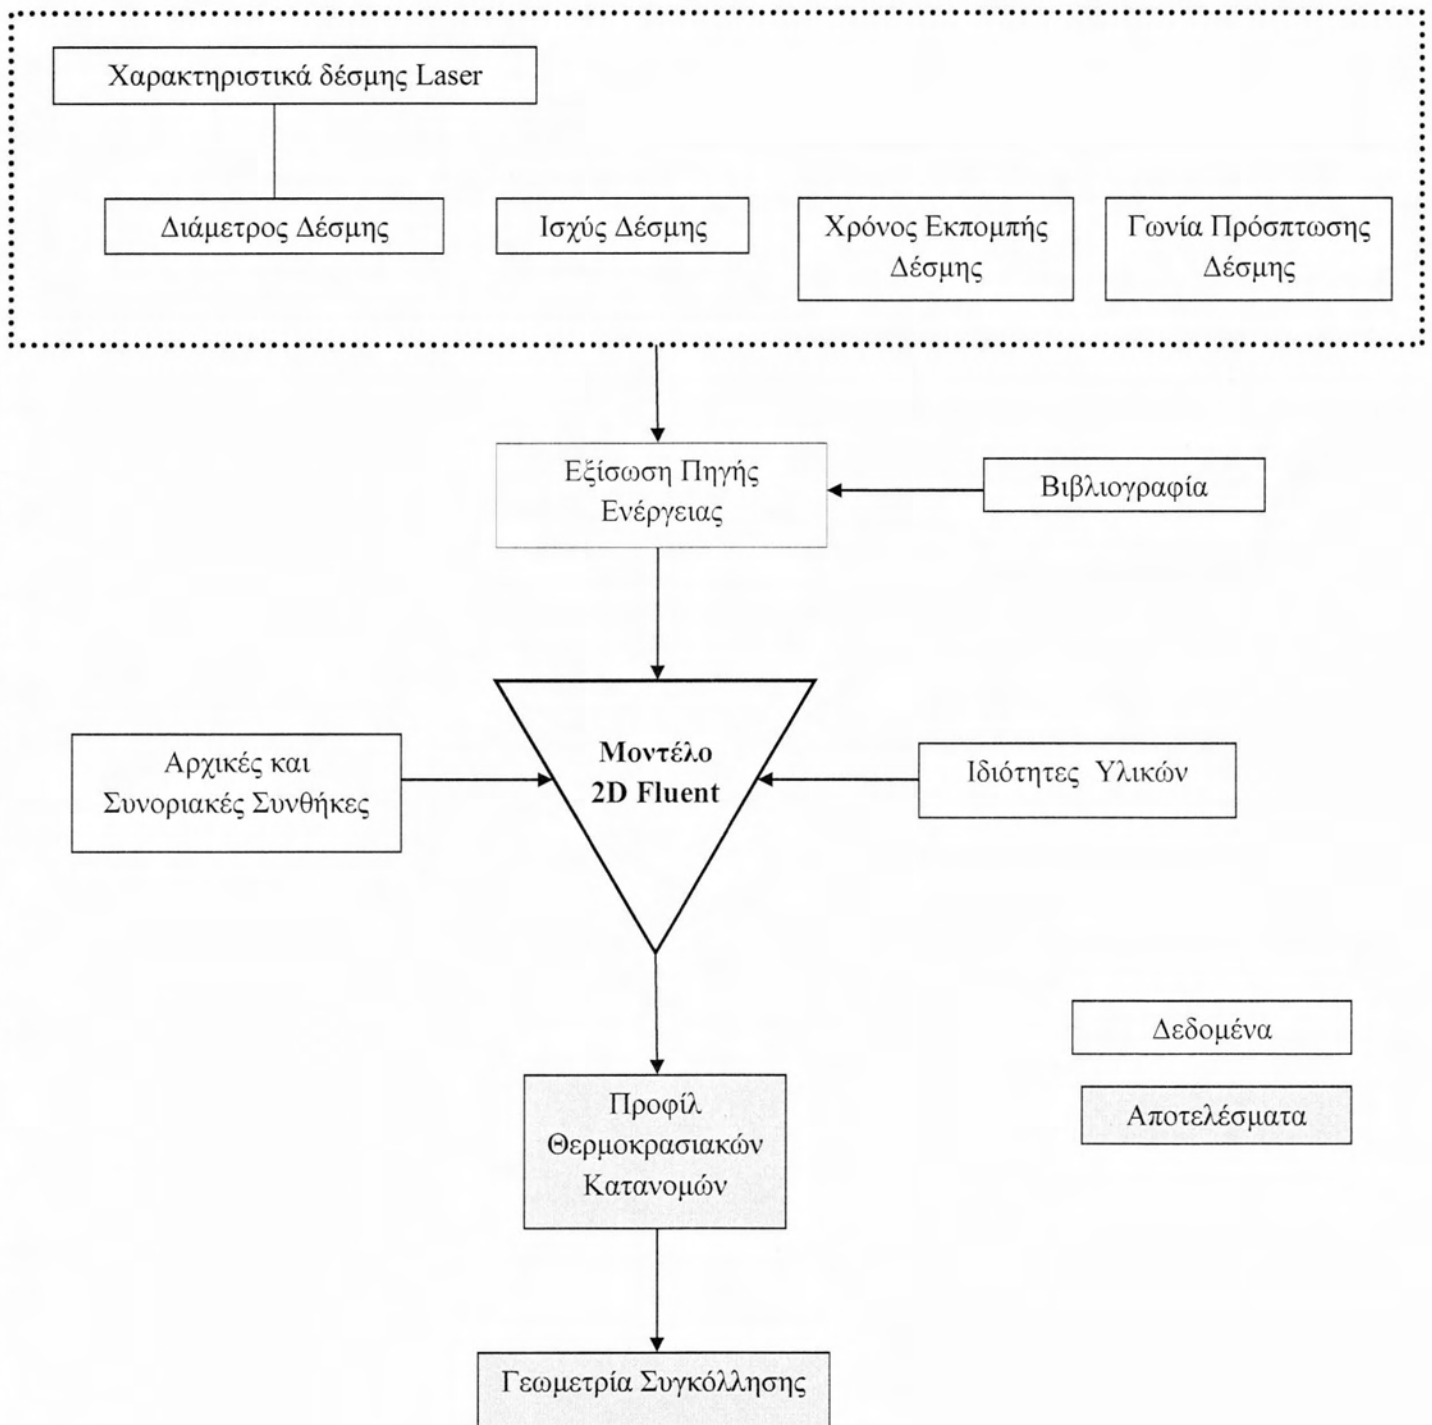 Χαρακτηριστικά δέσμης Laser
Διάμετρος Δέσμης
Ισχύς Δέσμης
Χρόνος Εκπομπής
Δέσμης
Γωνία Πρόσπτωσης
Δέσμης
Εξίσωση Πηγής
Ενέργειας
Βιβλιογραφία
Αρχικές και
Συνοριακές Συνθήκες
Μοντέλο
2D Fluent
Ιδιότητες Υλικών
Δεδομένα
Αποτελέσματα
Προφίλ
Θερμοκρασιακών
Κατανομών
Γεωμετρία Συγκόλλησης